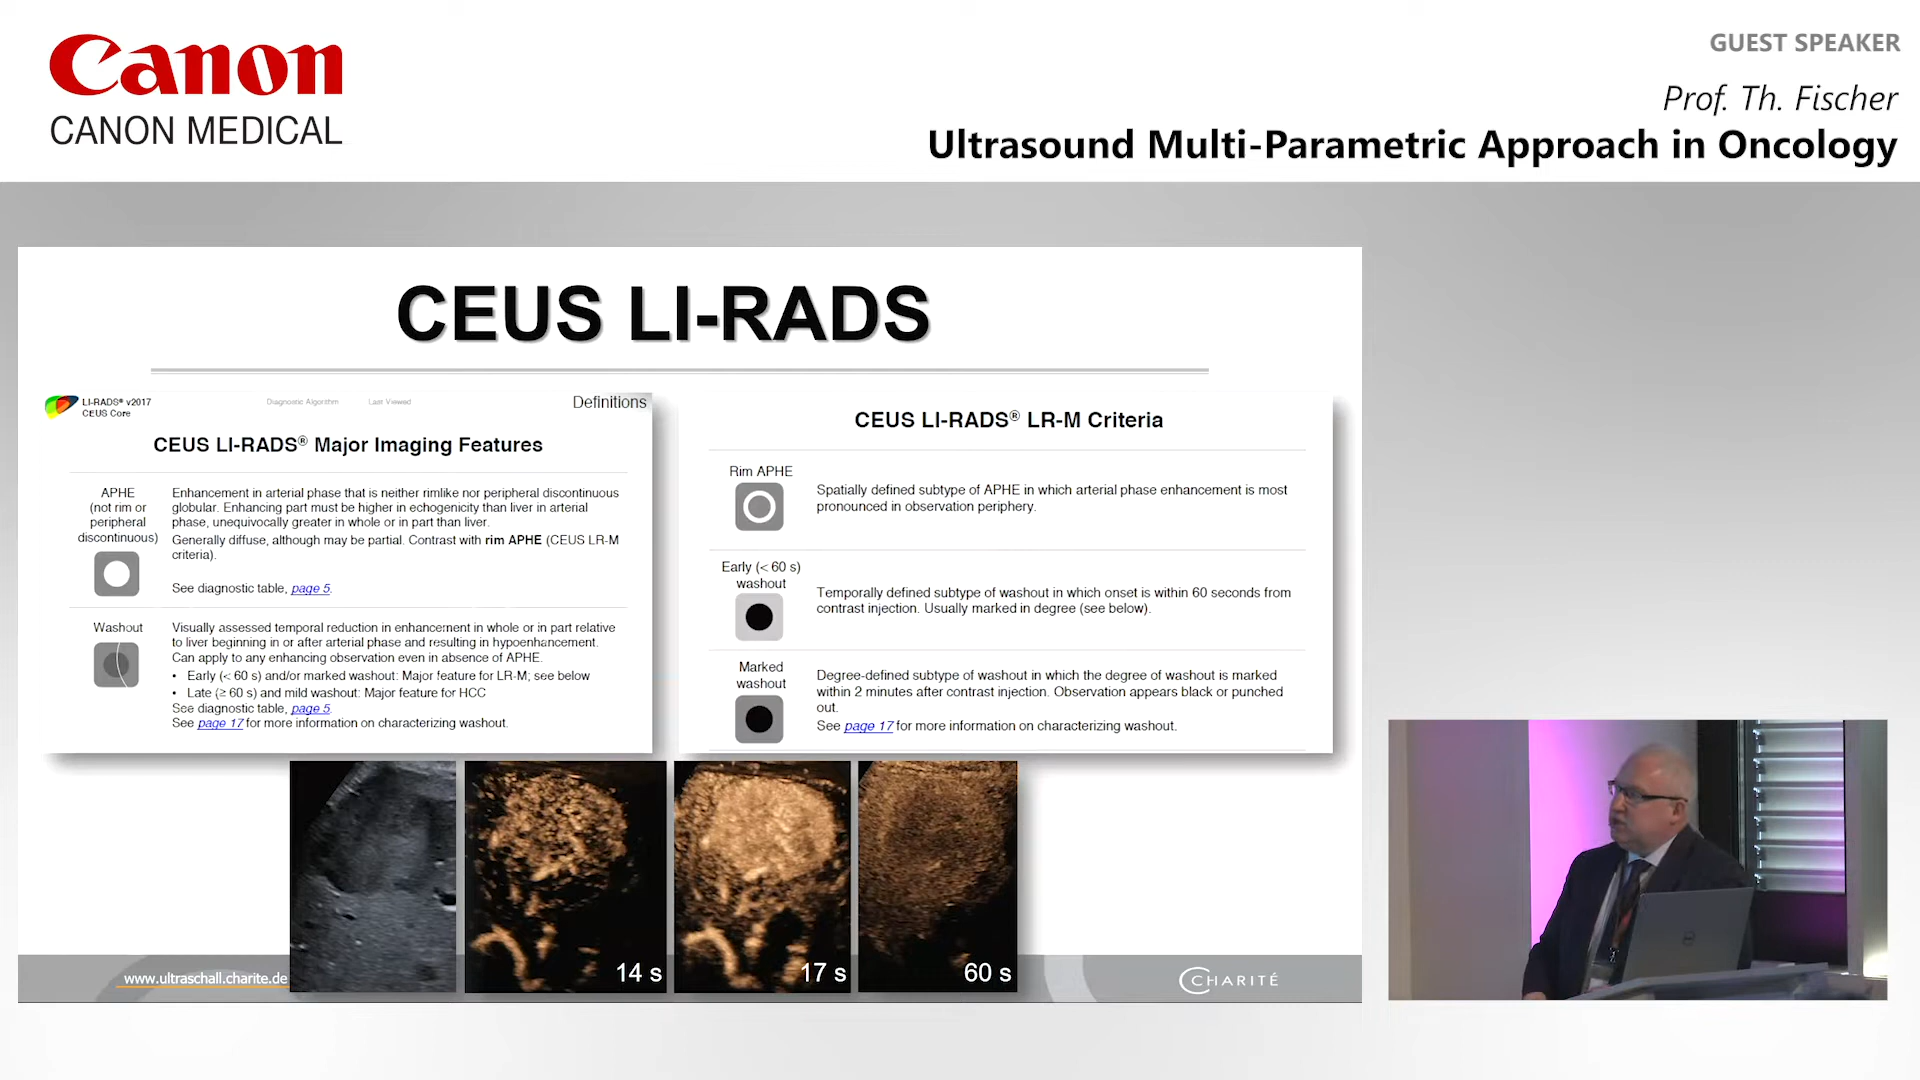 Canon
CANON MEDICAL
GUEST SPEAKER
Prof. Th. Fischer
Ultrasound Multi-Parametric Approach in Oncology
CEUS LI-RADS
LI-RADS® v2017
CEUS Core
Diagnostic Algorithm
Last Viewed
Definitions
CEUS LI-RADS® Major Imaging Features
APHE
(not rim or
peripheral
discontinuous)
Enhancement in arterial phase that is neither rimlike nor peripheral discontinuous
globular. Enhancing part must be higher in echogenicity than liver in arterial
phase, unequivocally greater in whole or in part than liver.
Generally diffuse, although may be partial. Contrast with rim APHE (CEUS LR-M
criteria).
See diagnostic table, page 5.
Washout
Visually assessed temporal reduction in enhancement in whole or in part relative
to liver beginning in or after arterial phase and resulting in hypoenhancement.
Can apply to any enhancing observation even in absence of APHE.
• Early (< 60 s) and/or marked washout: Major feature for LR-M; see below
• Late (≥ 60 s) and mild washout: Major feature for HCC
See diagnostic table, page 5.
See page 17 for more information on characterizing washout.
CEUS LI-RADS® LR-M Criteria
Rim APHE
Spatially defined subtype of APHE in which arterial phase enhancement is most
pronounced in observation periphery.
Early (< 60 s)
washout
Temporally defined subtype of washout in which onset is within 60 seconds from
contrast injection. Usually marked in degree (see below).
Marked
washout
Degree-defined subtype of washout in which the degree of washout is marked
within 2 minutes after contrast injection. Observation appears black or punched
out.
See page 17 for more information on characterizing washout.
14 s
17 s
60 s
www.ultraschall.charite.de
CHARITÉ
DELL